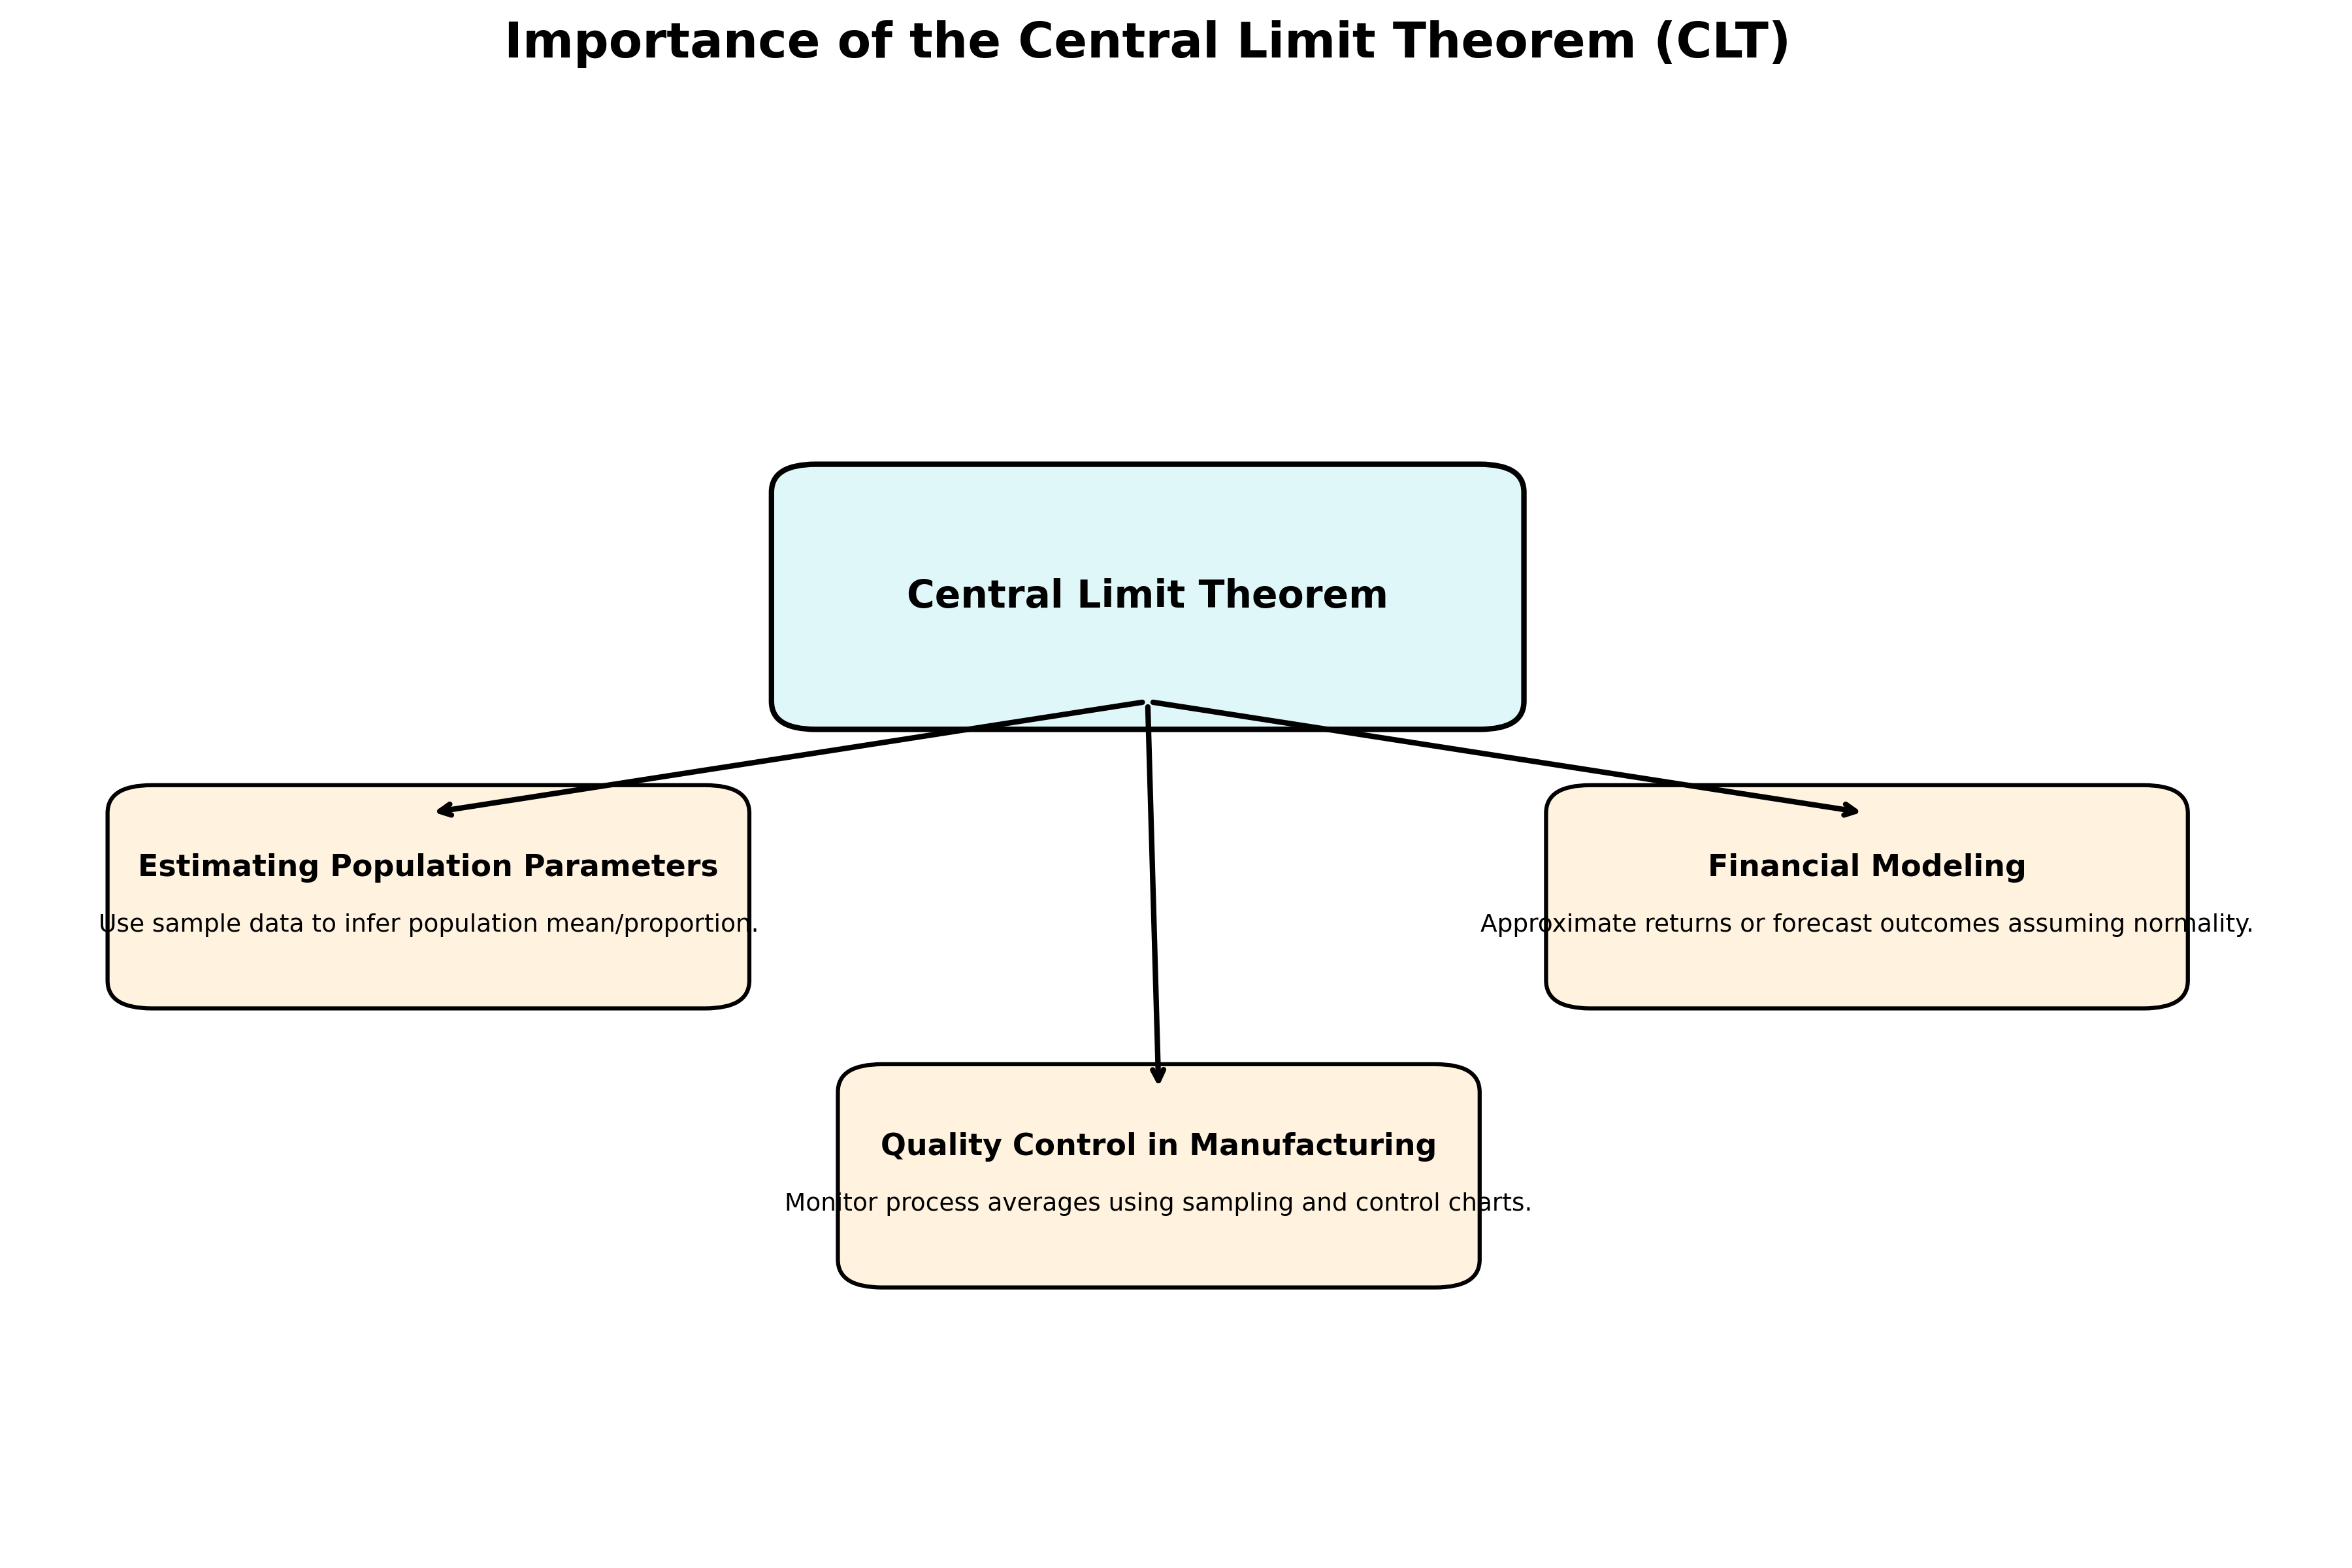 Importance of the Central Limit Theorem (CLT)
Central Limit Theorem
Estimating Population Parameters
Use sample data to infer population mean/proportion.
Financial Modeling
Approximate returns or forecast outcomes assuming normality.
Quality Control in Manufacturing
Monitor process averages using sampling and control charts.